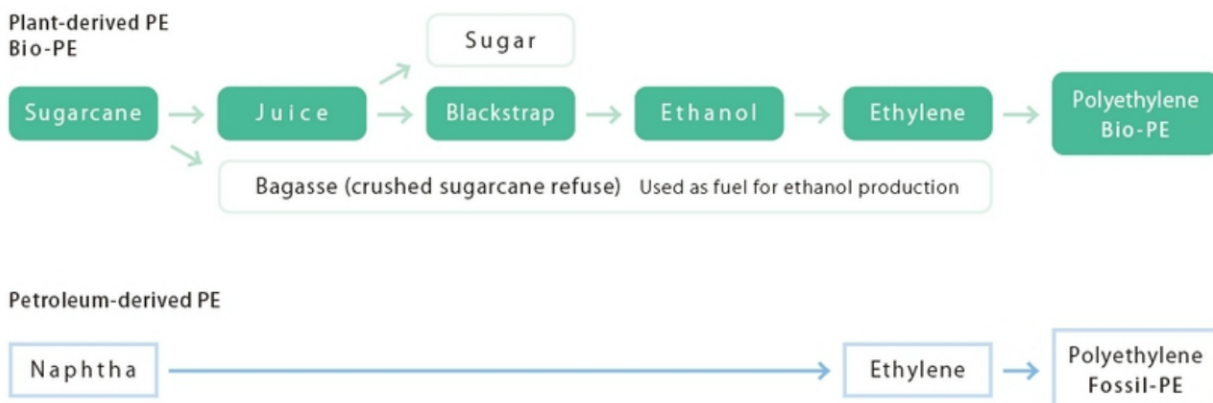 Plant-derived PE
Bio-PE
Sugar
Sugarcane
Juice
Blackstrap
Ethanol
Ethylene
Polyethylene
Bio-PE
Bagasse (crushed sugarcane refuse) Used as fuel for ethanol production
Petroleum-derived PE
Naphtha
Ethylene
Polyethylene
Fossil-PE